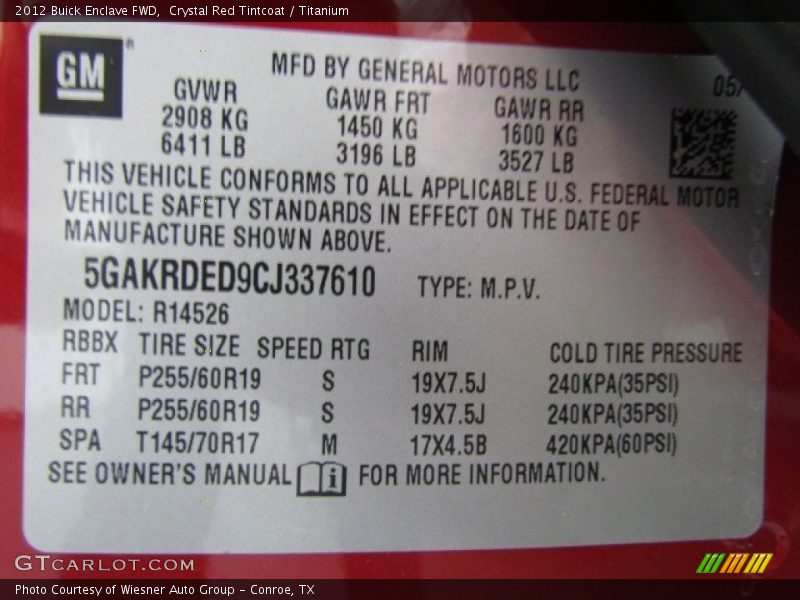 2012 Buick Enclave FWD,  Crystal Red Tintcoat / Titanium
GM
MFD BY GENERAL MOTORS LLC
05/
GVWR GAWR FRT GAWR RR
2908 KG 1450 KG 1600 KG
6411 LB 3196 LB 3527 LB
THIS VEHICLE CONFORMS TO ALL APPLICABLE U.S. FEDERAL MOTOR
VEHICLE SAFETY STANDARDS IN EFFECT ON THE DATE OF
MANUFACTURE SHOWN ABOVE.
5GAKRDED9CJ337610 TYPE: M.P.V.
MODEL: R14526
RBBX TIRE SIZE SPEED RTG RIM COLD TIRE PRESSURE
FRT P255/60R19 S 19X7.5J 240KPA(35PSI)
RR P255/60R19 S 19X7.5J 240KPA(35PSI)
SPA T145/70R17 M 17X4.5B 420KPA(60PSI)
SEE OWNER'S MANUAL i FOR MORE INFORMATION.
GTCARLOT.COM
Photo Courtesy of Wiesner Auto Group - Conroe, TX